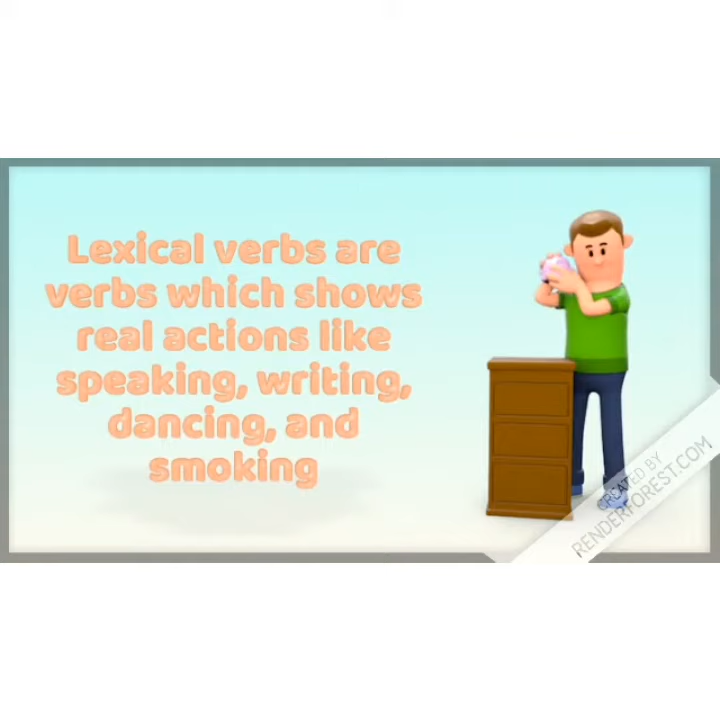 Lexical verbs are
verbs which shows
real actions like
speaking, writing,
dancing, and
smoking
CREATED BY
RENDERFOREST.COM